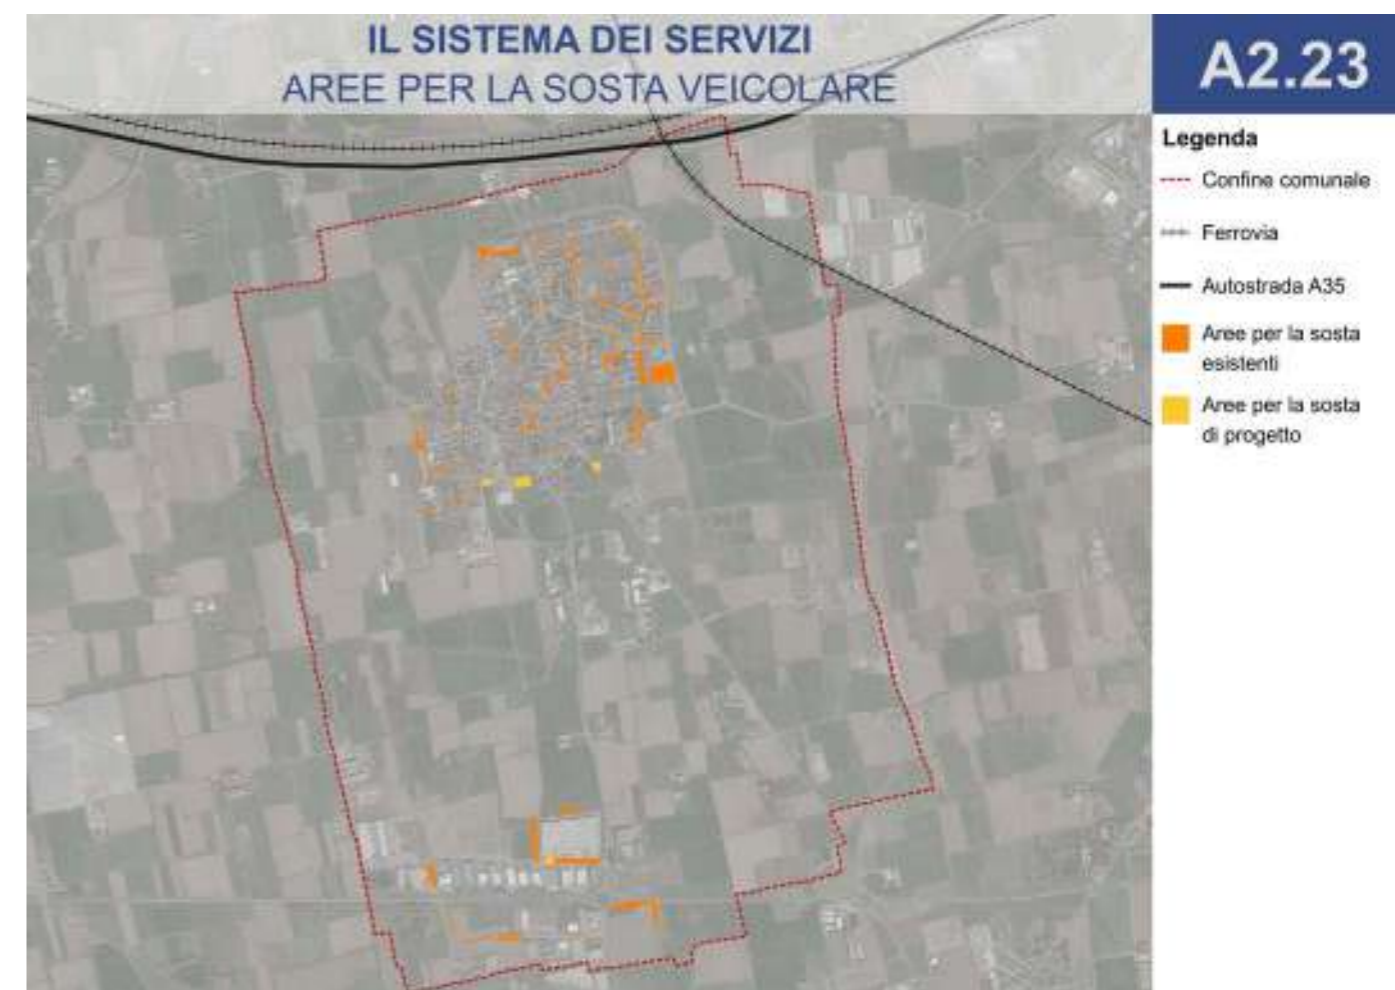 IL SISTEMA DEI SERVIZI
AREE PER LA SOSTA VEICOLARE
A2.23
Legenda
Confine comunale
Ferrovia
Autostrada A35
Aree per la sosta
esistenti
Aree per la sosta
di progetto